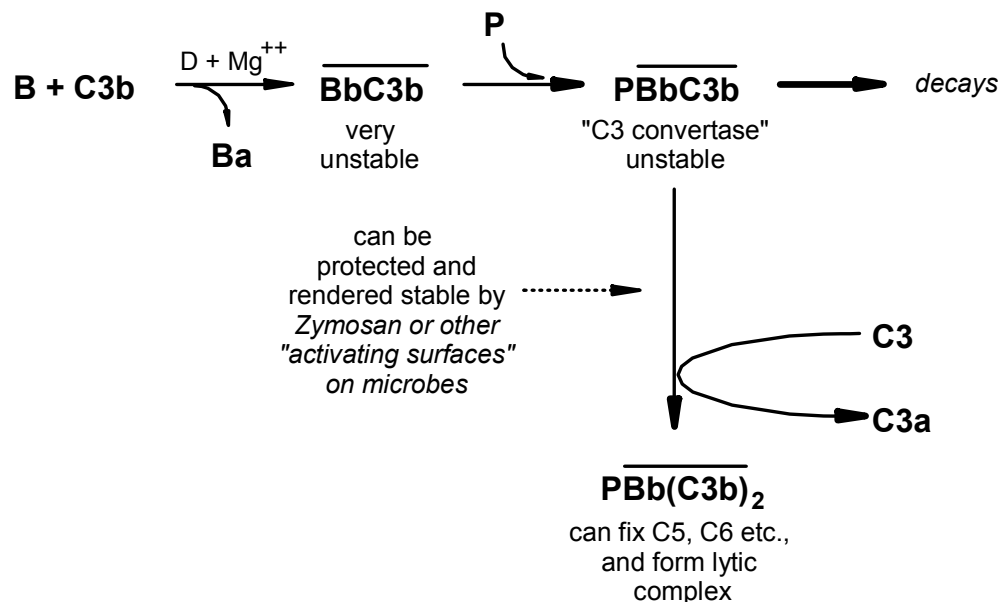 P
D + Mg++
B + C3b
BbC3b
PBbC3b
decays
Ba
very
unstable
"C3 convertase"
unstable
can be
protected and
rendered stable by
Zymosan or other
"activating surfaces"
on microbes
C3
C3a
PBb(C3b)2
can fix C5, C6 etc.,
and form lytic
complex